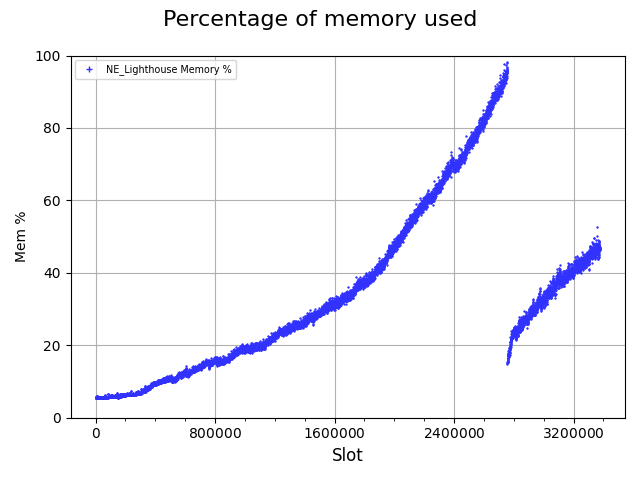 Percentage of memory used
NE_Lighthouse Memory %
100
80
60
40
20
0
Mem %
0 800000 1600000 2400000 3200000
Slot